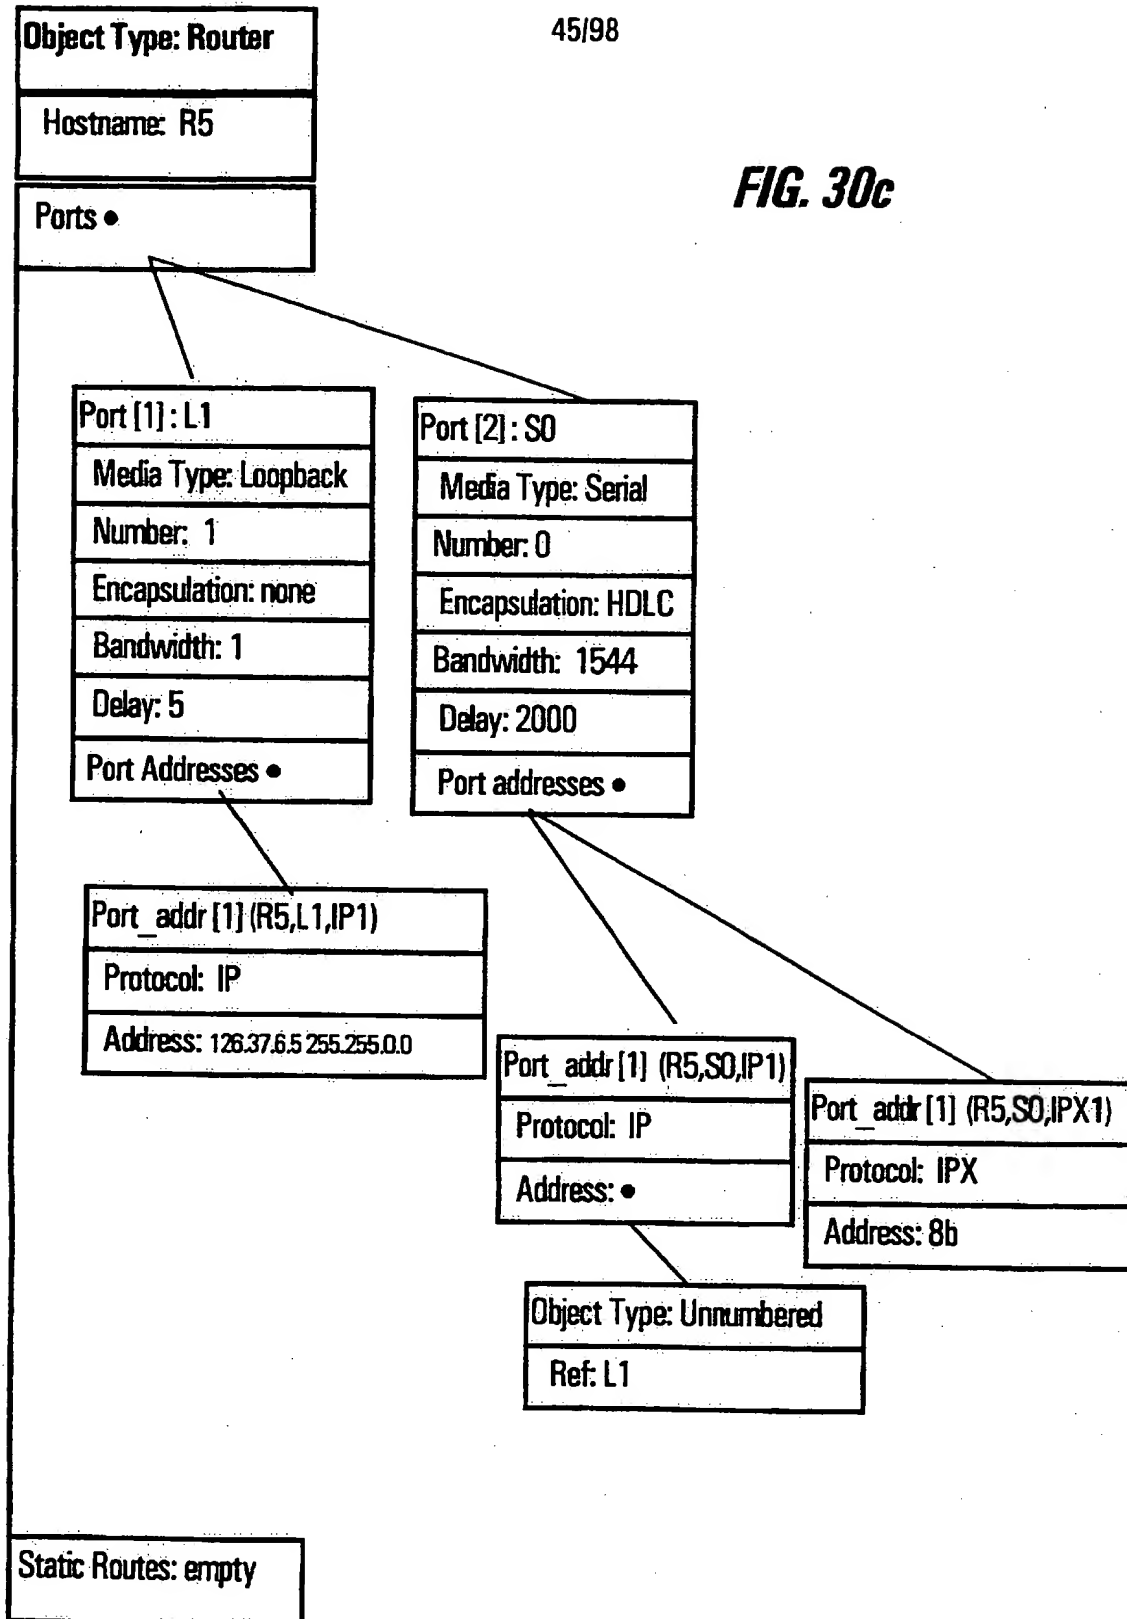 45/98
Object Type: Router
Hostname: R5
Ports •
FIG. 30c
Port [1] : L1
Media Type: Loopback
Number: 1
Encapsulation: none
Bandwidth: 1
Delay: 5
Port Addresses •
Port [2] : S0
Media Type: Serial
Number: 0
Encapsulation: HDLC
Bandwidth: 1544
Delay: 2000
Port addresses •
Port_addr [1] (R5,L1,IP1)
Protocol: IP
Address: 126.37.6.5 255.255.0.0
Port_addr [1] (R5,S0,IP1)
Protocol: IP
Address: •
Port_addr [1] (R5,S0,IPX1)
Protocol: IPX
Address: 8b
Object Type: Unnumbered
Ref: L1
Static Routes: empty